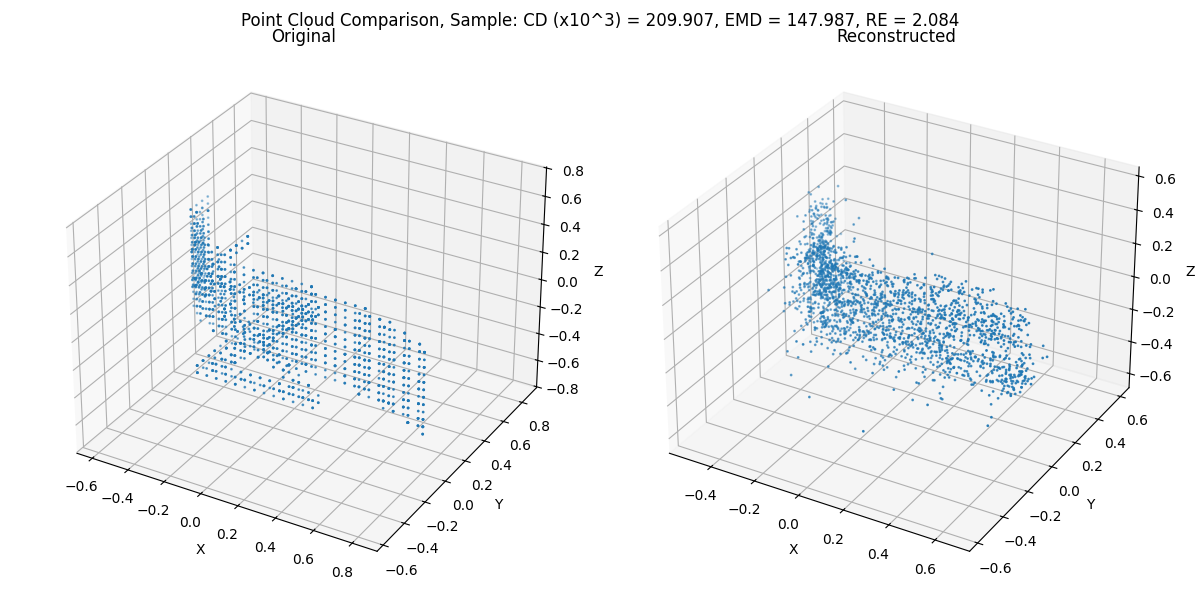 Point Cloud Comparison, Sample: CD (x10^3) = 209.907, EMD = 147.987, RE = 2.084
Original
−0.6 −0.4 −0.2 0.0 0.2 0.4 0.6 0.8
X
−0.6 −0.4 −0.2 0.0 0.2 0.4 0.6 0.8
Y
0.8
0.6
0.4
0.2
0.0
−0.2
−0.4
−0.6
−0.8
Z
Reconstructed
−0.4 −0.2 0.0 0.2 0.4 0.6
X
−0.6 −0.4 −0.2 0.0 0.2 0.4 0.6
Y
0.6
0.4
0.2
0.0
−0.2
−0.4
−0.6
Z